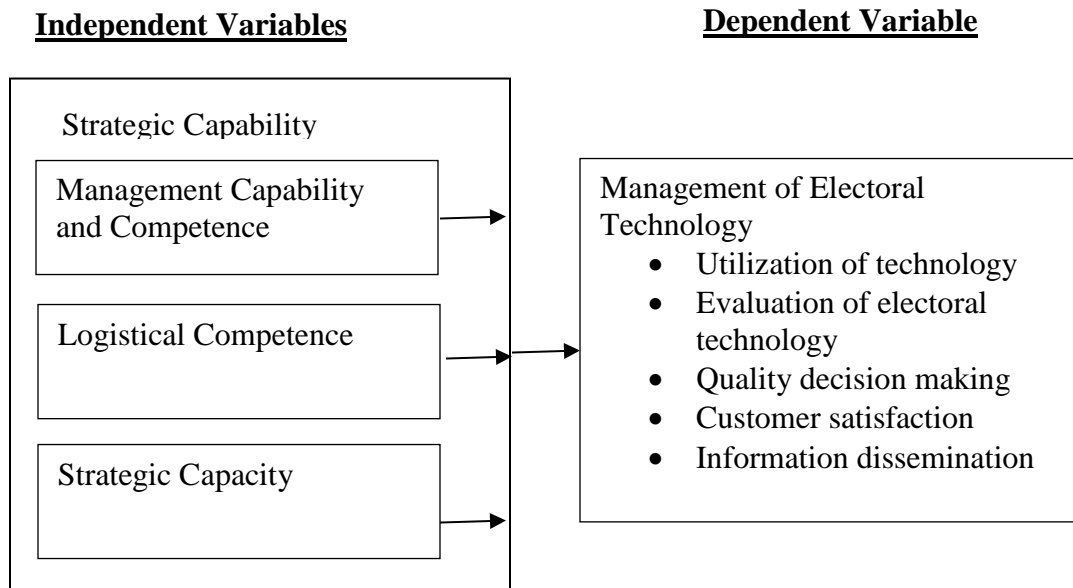 Independent Variables
Dependent Variable
Strategic Capability
Management Capability
and Competence
Logistical Competence
Strategic Capacity
Management of Electoral
Technology
• Utilization of technology
• Evaluation of electoral
technology
• Quality decision making
• Customer satisfaction
• Information dissemination